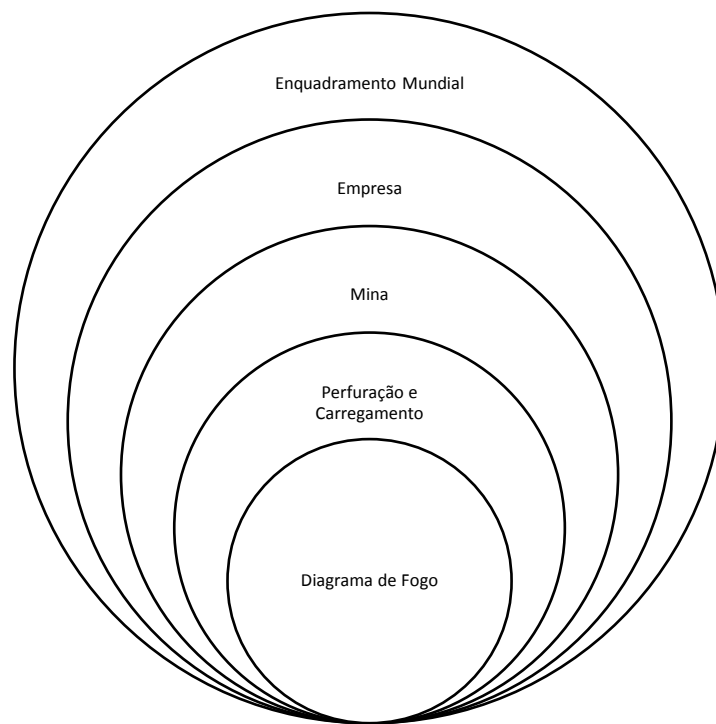 Enquadramento Mundial
Empresa
Mina
Perfuração e
Carregamento
Diagrama de Fogo